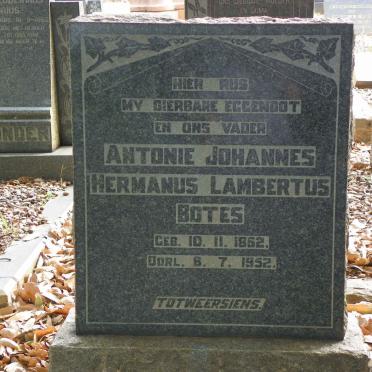 HIER RUS
MY DIERBARE EGGENOOT
EN ONS VADER
ANTONIE JOHANNES
HERMANUS LAMBERTUS
BOTES
GEB. 10. 11. 1862.
OORL. 6. 7. 1952.
TOTWEERSIENS.